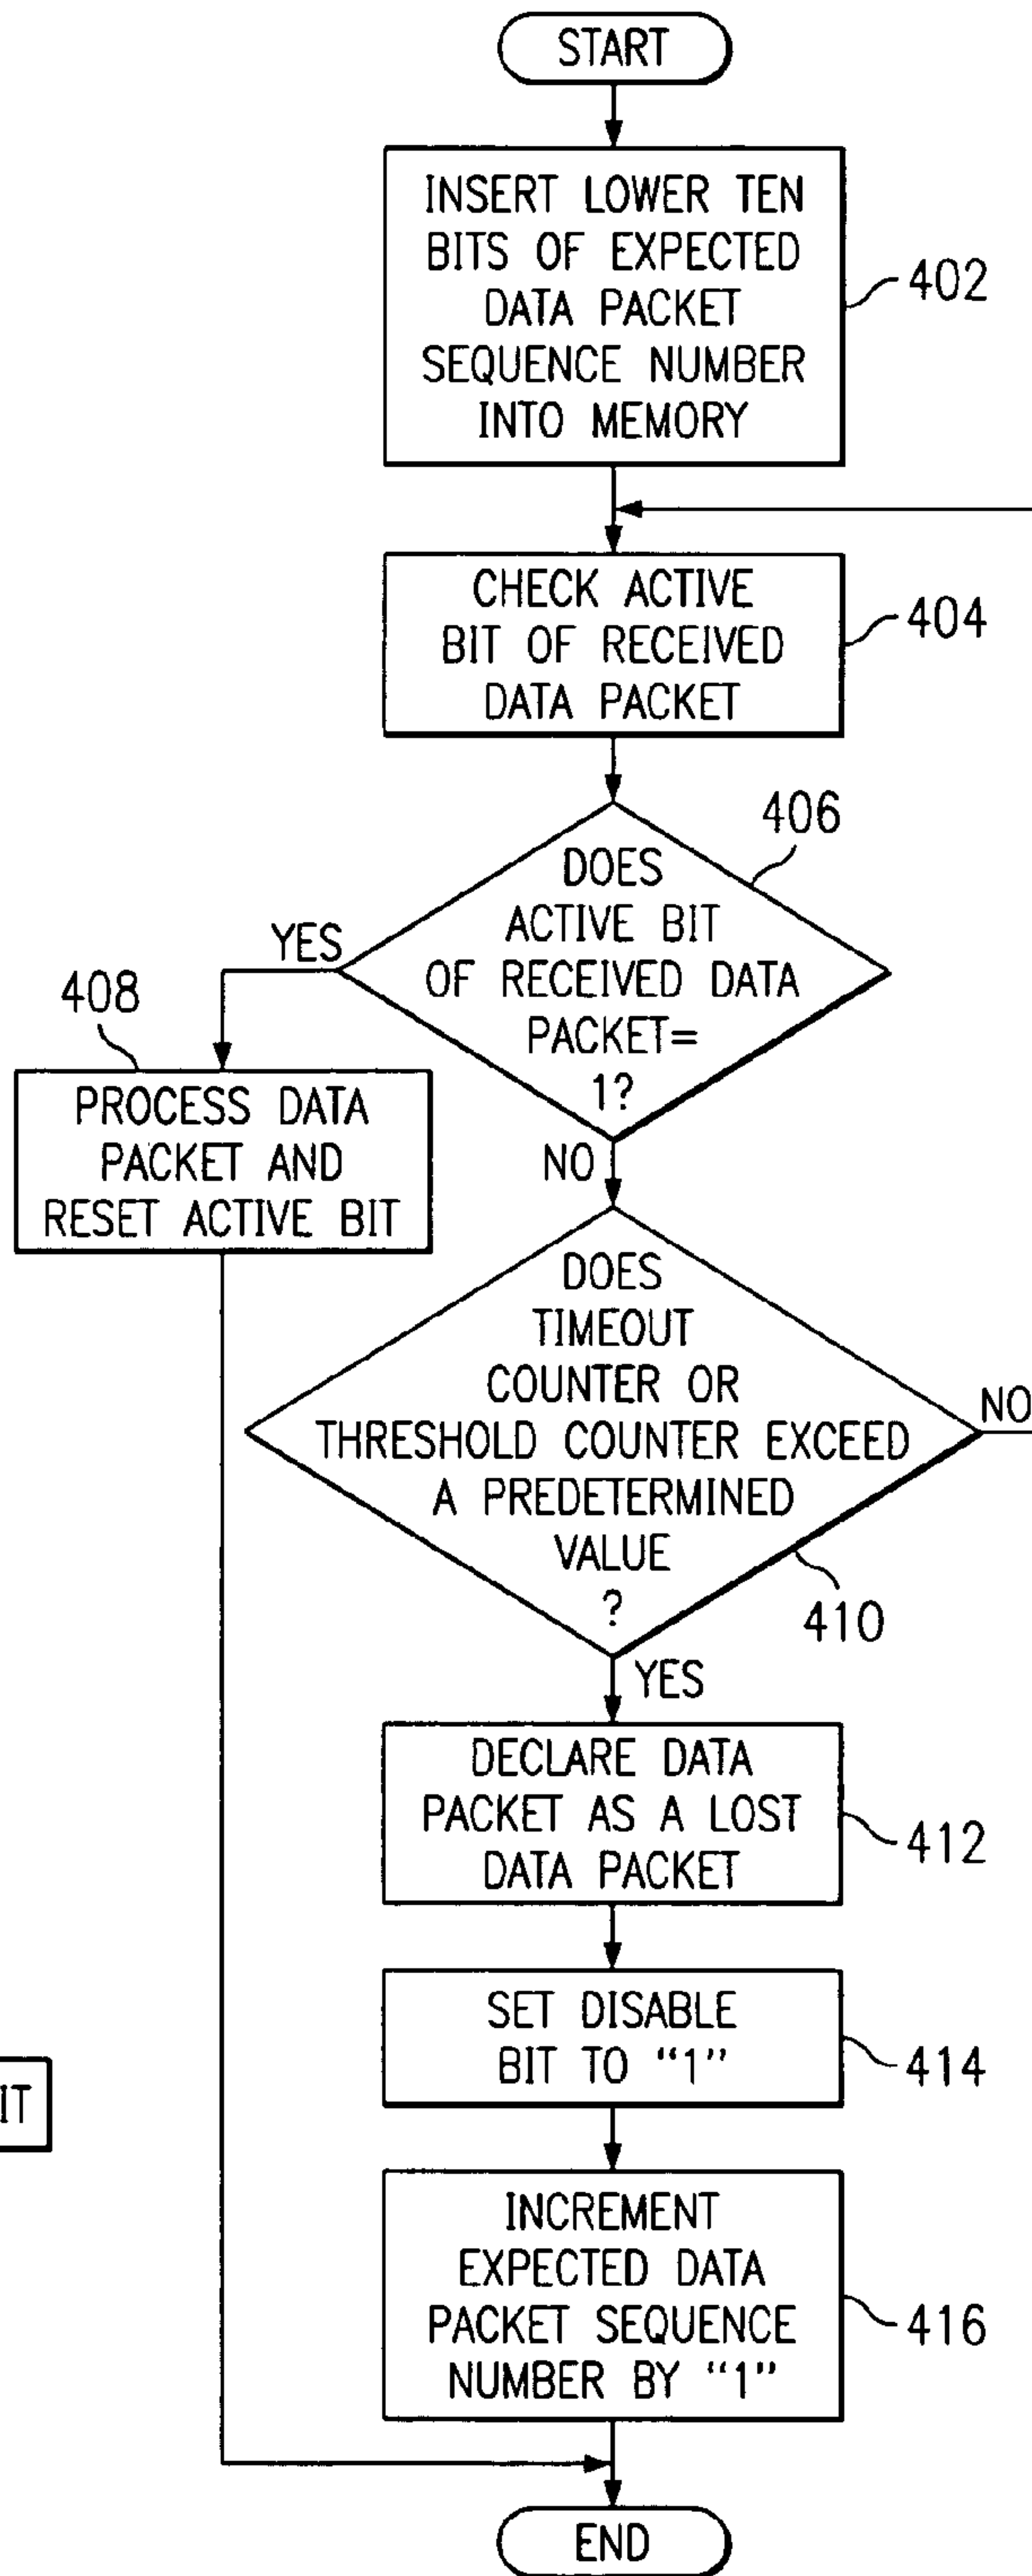 START
INSERT LOWER TEN
BITS OF EXPECTED
DATA PACKET
SEQUENCE NUMBER
INTO MEMORY
402
CHECK ACTIVE
BIT OF RECEIVED
DATA PACKET
404
406
DOES
ACTIVE BIT
OF RECEIVED DATA
PACKET=
1?
YES
NO
408
PROCESS DATA
PACKET AND
RESET ACTIVE BIT
DOES
TIMEOUT
COUNTER OR
THRESHOLD COUNTER EXCEED
A PREDETERMINED
VALUE
?
NO
410
YES
DECLARE DATA
PACKET AS A LOST
DATA PACKET
412
SET DISABLE
BIT TO “1”
414
IT
INCREMENT
EXPECTED DATA
PACKET SEQUENCE
NUMBER BY “1”
416
END